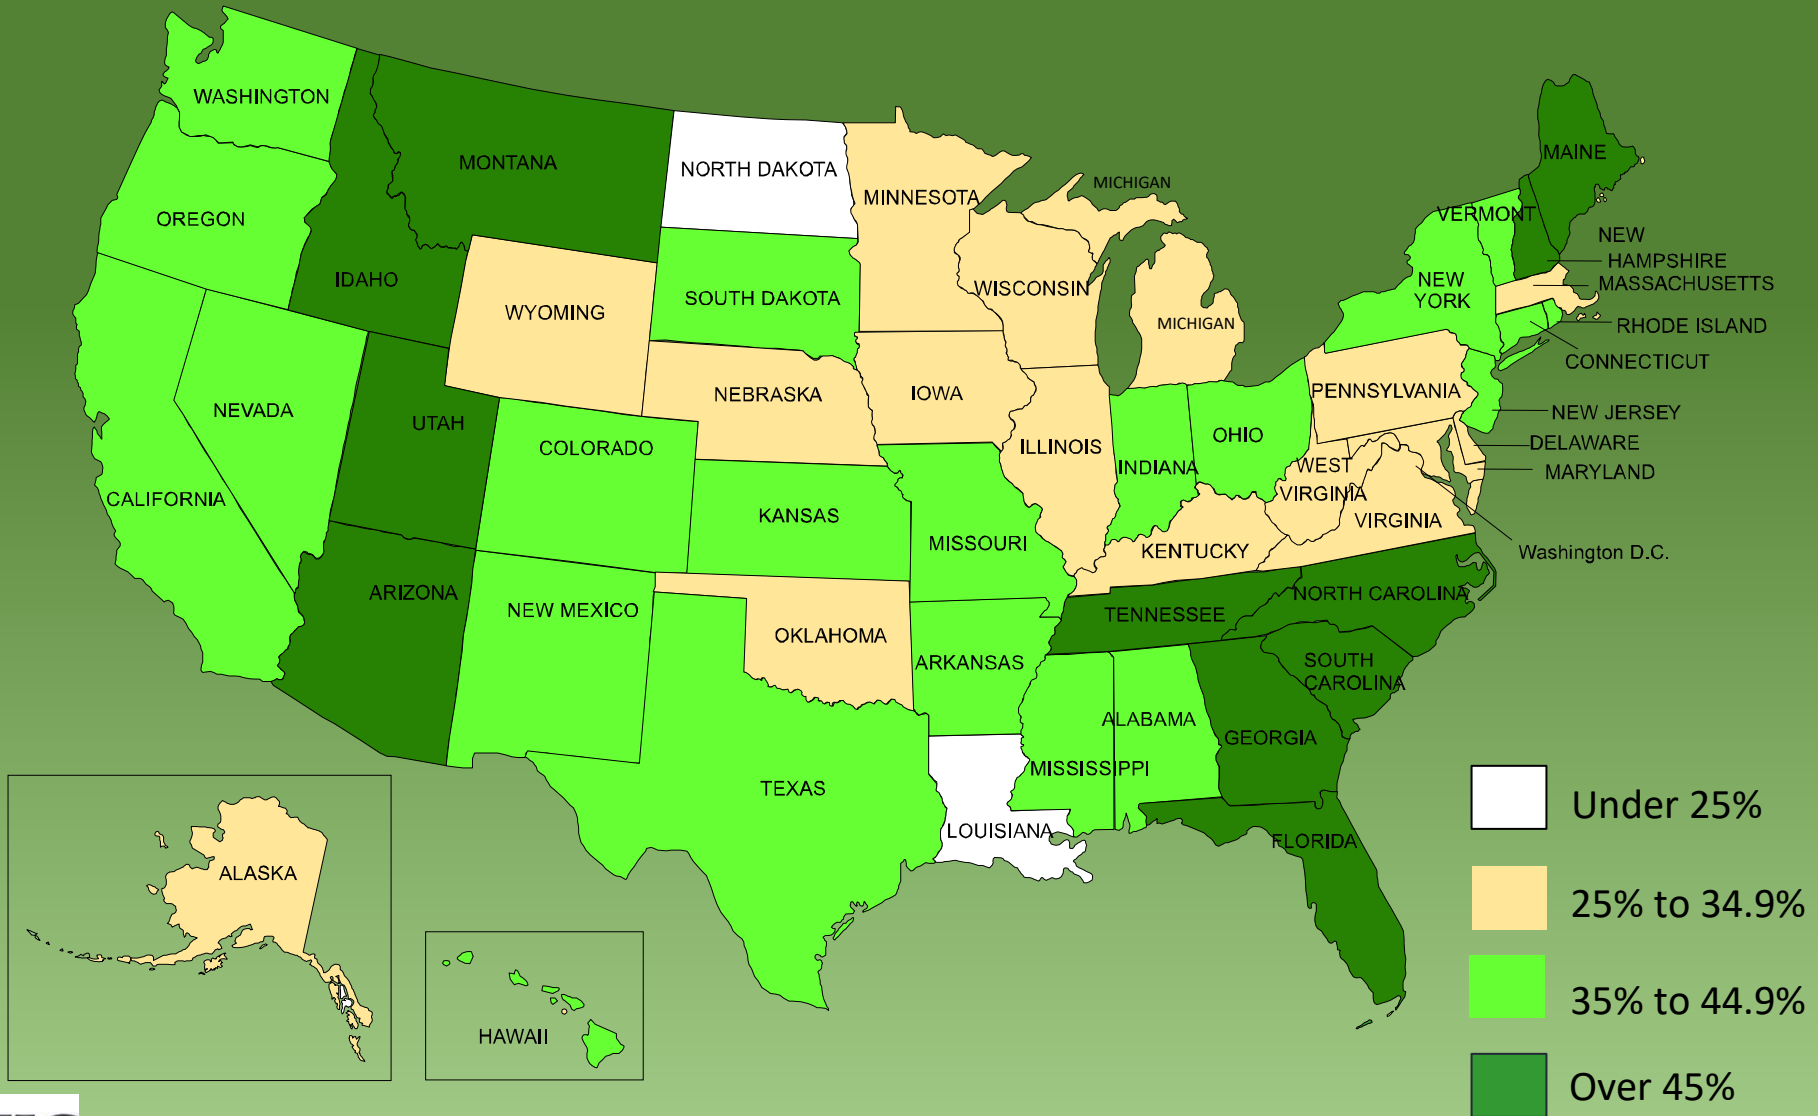 WASHINGTON
MONTANA
NORTH DAKOTA
MINNESOTA
MICHIGAN
MAINE
OREGON
VERMONT
NEW
HAMPSHIRE
MASSACHUSETTS
IDAHO
WYOMING
SOUTH DAKOTA
WISCONSIN
MICHIGAN
NEW
YORK
RHODE ISLAND
CONNECTICUT
NEVADA
UTAH
COLORADO
NEBRASKA
IOWA
ILLINOIS
INDIANA
OHIO
PENNSYLVANIA
NEW JERSEY
DELAWARE
MARYLAND
WEST
VIRGINIA
VIRGINIA
Washington D.C.
CALIFORNIA
KANSAS
MISSOURI
KENTUCKY
ARIZONA
NEW MEXICO
OKLAHOMA
ARKANSAS
TENNESSEE
NORTH CAROLINA
SOUTH
CAROLINA
TEXAS
LOUISIANA
MISSISSIPPI
ALABAMA
GEORGIA
FLORIDA
ALASKA
HAWAII
Under 25%
25% to 34.9%
35% to 44.9%
Over 45%